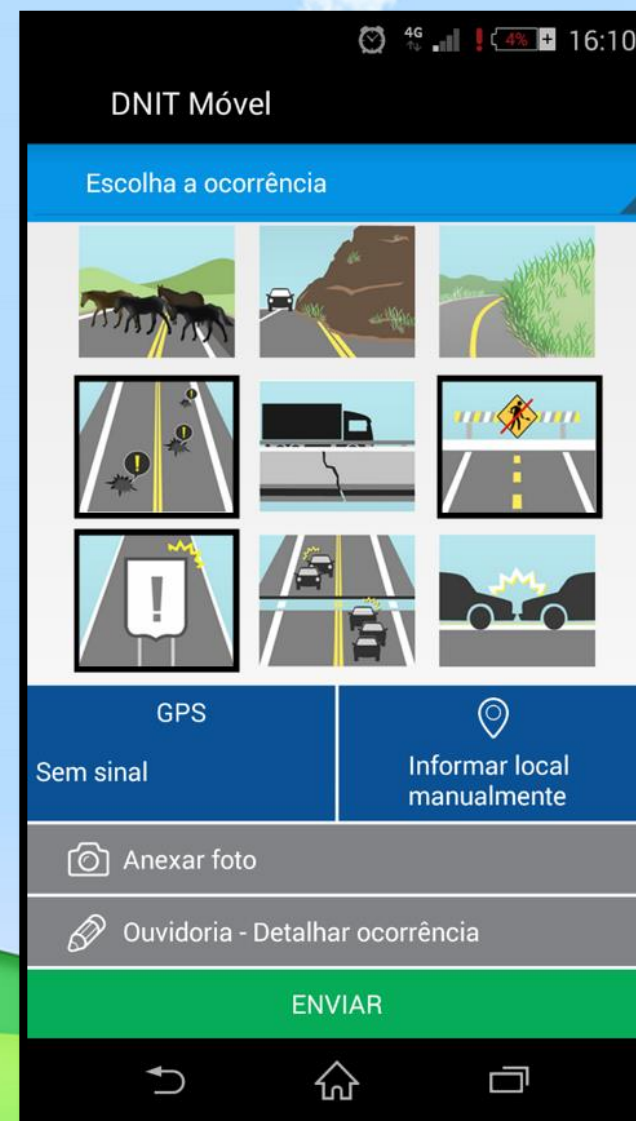 4G
4%
16:10
DNIT Móvel
Escolha a ocorrência
!
!
!
!
GPS
Sem sinal
Informar local
manualmente
Anexar foto
Ouvidoria - Detalhar ocorrência
ENVIAR